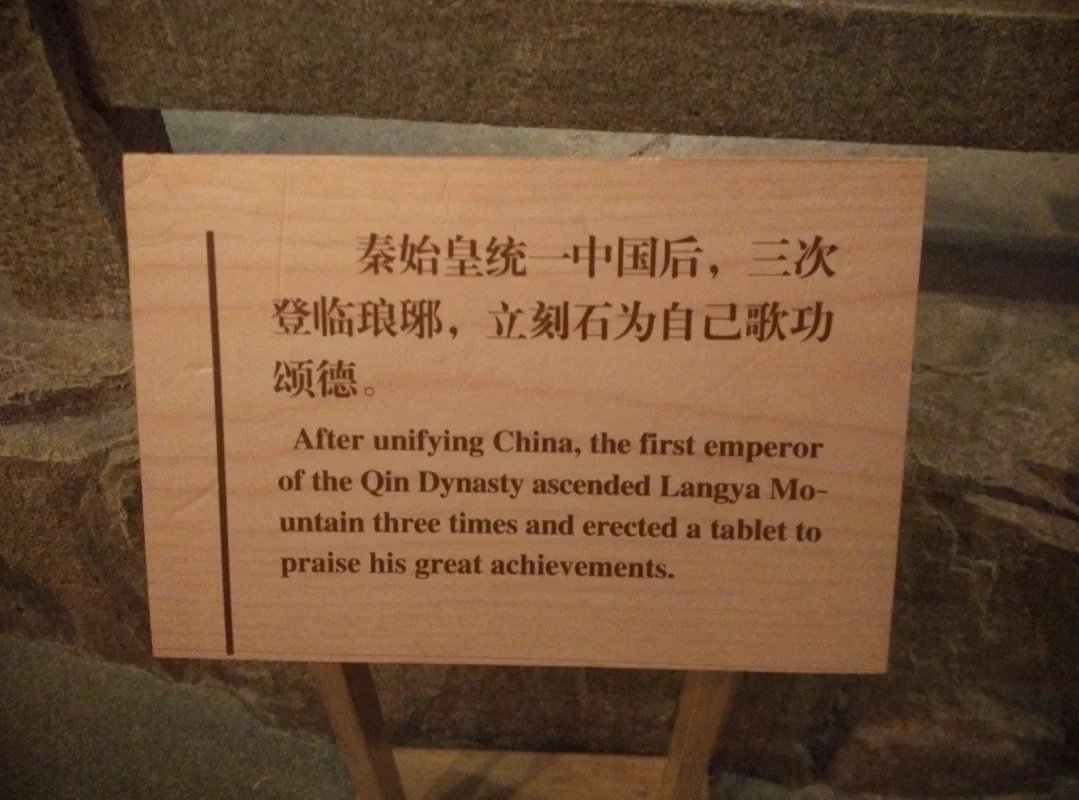 秦始皇统一中国后，三次
登临琅琊，立刻石为自己歌功
颂德。
After unifying China, the first emperor
of the Qin Dynasty ascended Langya Mo-
untain three times and erected a tablet to
praise his great achievements.